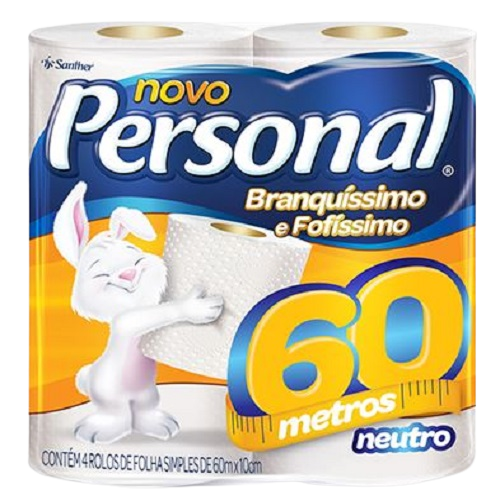 Santher
novo
Personal®
Branquíssimo
e Fofíssimo
60
metros
neutro
CONTÉM 4 ROLOS DE FOLHA SIMPLES DE 60m x 10cm